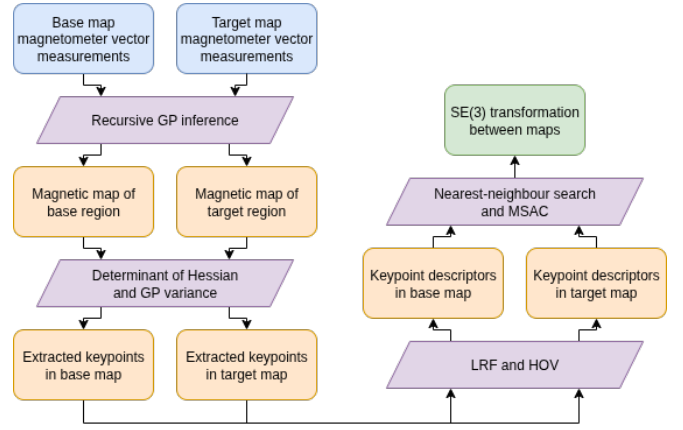 Base map
magnetometer vector
measurements
Target map
magnetometer vector
measurements
Recursive GP inference
Magnetic map of
base region
Magnetic map of
target region
Determinant of Hessian
and GP variance
Extracted keypoints
in base map
Extracted keypoints
in target map
SE(3) transformation
between maps
Nearest-neighbour search
and MSAC
Keypoint descriptors
in base map
Keypoint descriptors
in target map
LRF and HOV